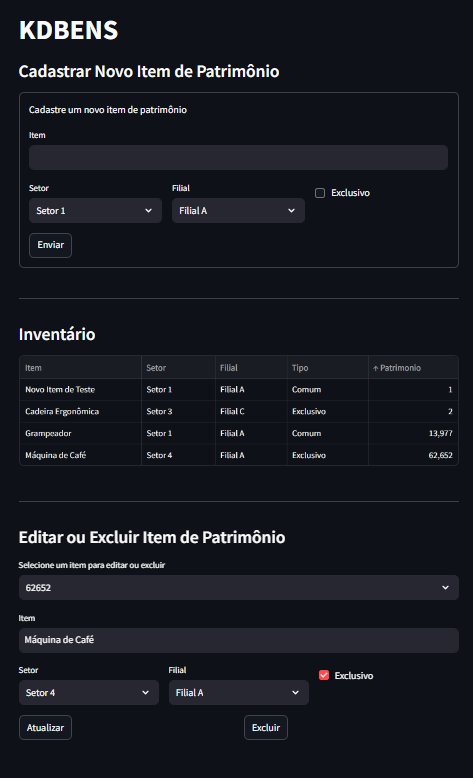 KDBENS
Cadastrar Novo Item de Patrimônio
Cadastre um novo item de patrimônio
Item
Setor Filial
Setor 1 Filial A Exclusivo
Enviar
Inventário
Item Setor Filial Tipo ↑ Patrimonio
Novo Item de Teste Setor 1 Filial A Comum 1
Cadeira Ergonômica Setor 3 Filial C Exclusivo 2
Grampeador Setor 1 Filial A Comum 13,977
Máquina de Café Setor 4 Filial A Exclusivo 62,652
Editar ou Excluir Item de Patrimônio
Selecione um item para editar ou excluir
62652
Item
Máquina de Café
Setor Filial
Setor 4 Filial A Exclusivo
Atualizar Excluir